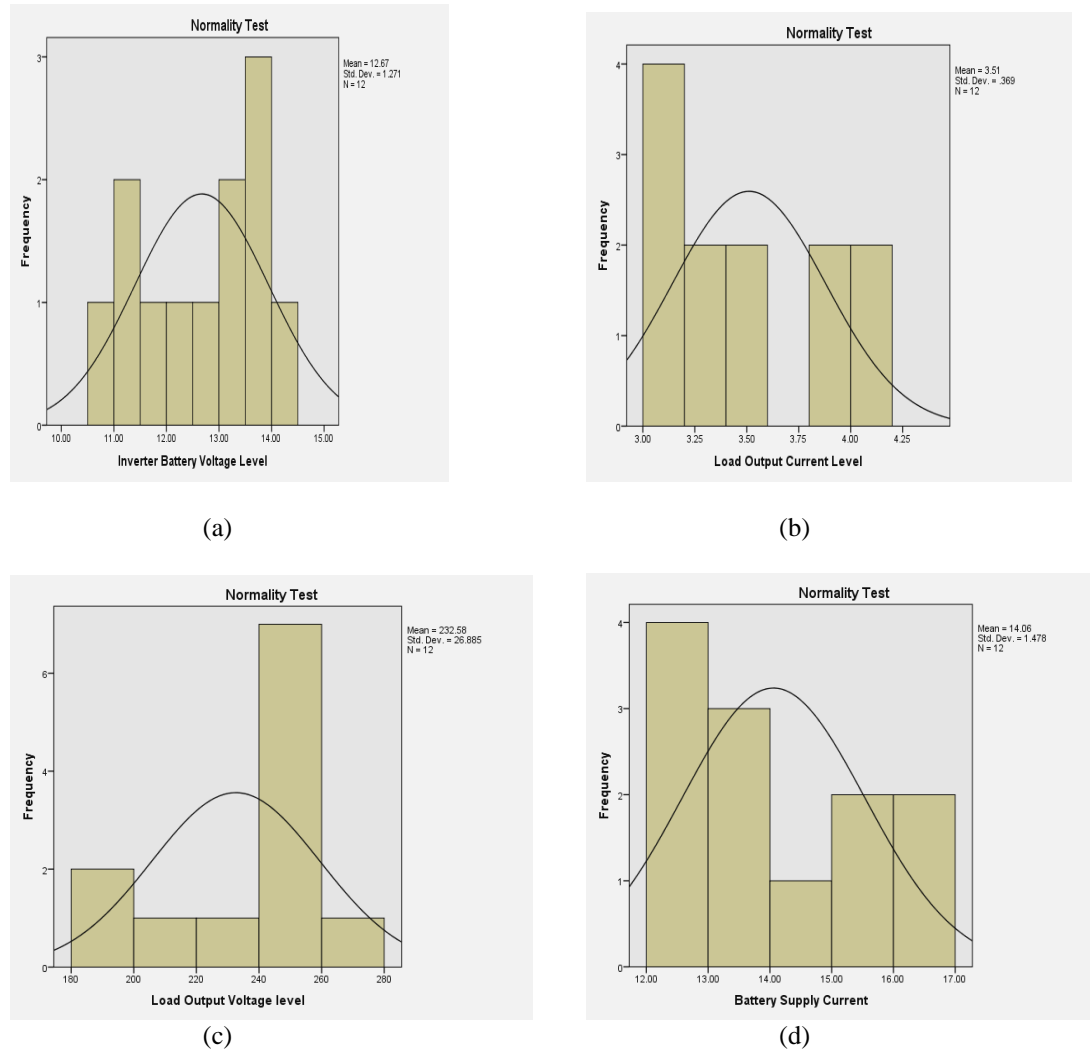 Normality Test
Mean = 12.67
Std. Dev. = 1.271
N = 12
3
2
1
0
Frequency
10.00 11.00 12.00 13.00 14.00 15.00
Inverter Battery Voltage Level
(a)
Normality Test
Mean = 3.51
Std. Dev. = .369
N = 12
4
3
2
1
0
Frequency
3.00 3.25 3.50 3.75 4.00 4.25
Load Output Current Level
(b)
Normality Test
Mean = 232.58
Std. Dev. = 26.885
N = 12
6
4
2
0
Frequency
180 200 220 240 260 280
Load Output Voltage level
(c)
Normality Test
Mean = 14.06
Std. Dev. = 1.478
N = 12
4
3
2
1
0
Frequency
12.00 13.00 14.00 15.00 16.00 17.00
Battery Supply Current
(d)